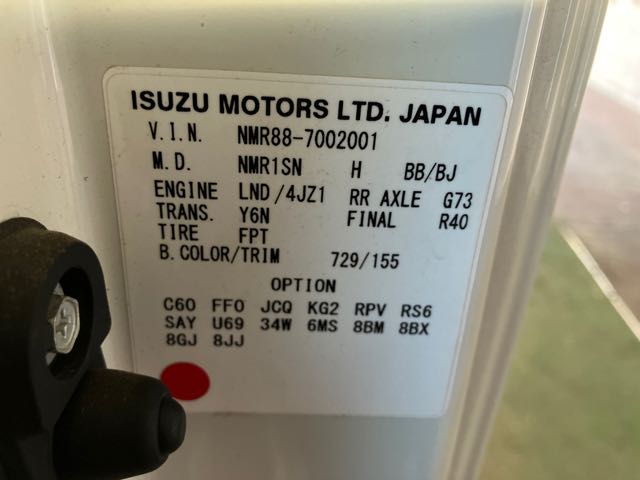 ISUZU MOTORS LTD. JAPAN
V.I.N. NMR88-7002001
M.D. NMR1SN H BB/BJ
ENGINE LND/4JZ1 RR AXLE G73
TRANS. Y6N FINAL R40
TIRE FPT
B.COLOR/TRIM 729/155
OPTION
C60 FF0 JCQ KG2 RPV RS6
SAY U69 34W 6MS 8BM 8BX
8GJ 8JJ